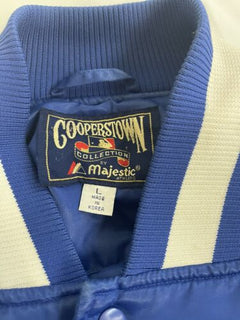 COOPERSTOWN
COLLECTION
BY
Majestic®
L
MADE
IN
KOREA